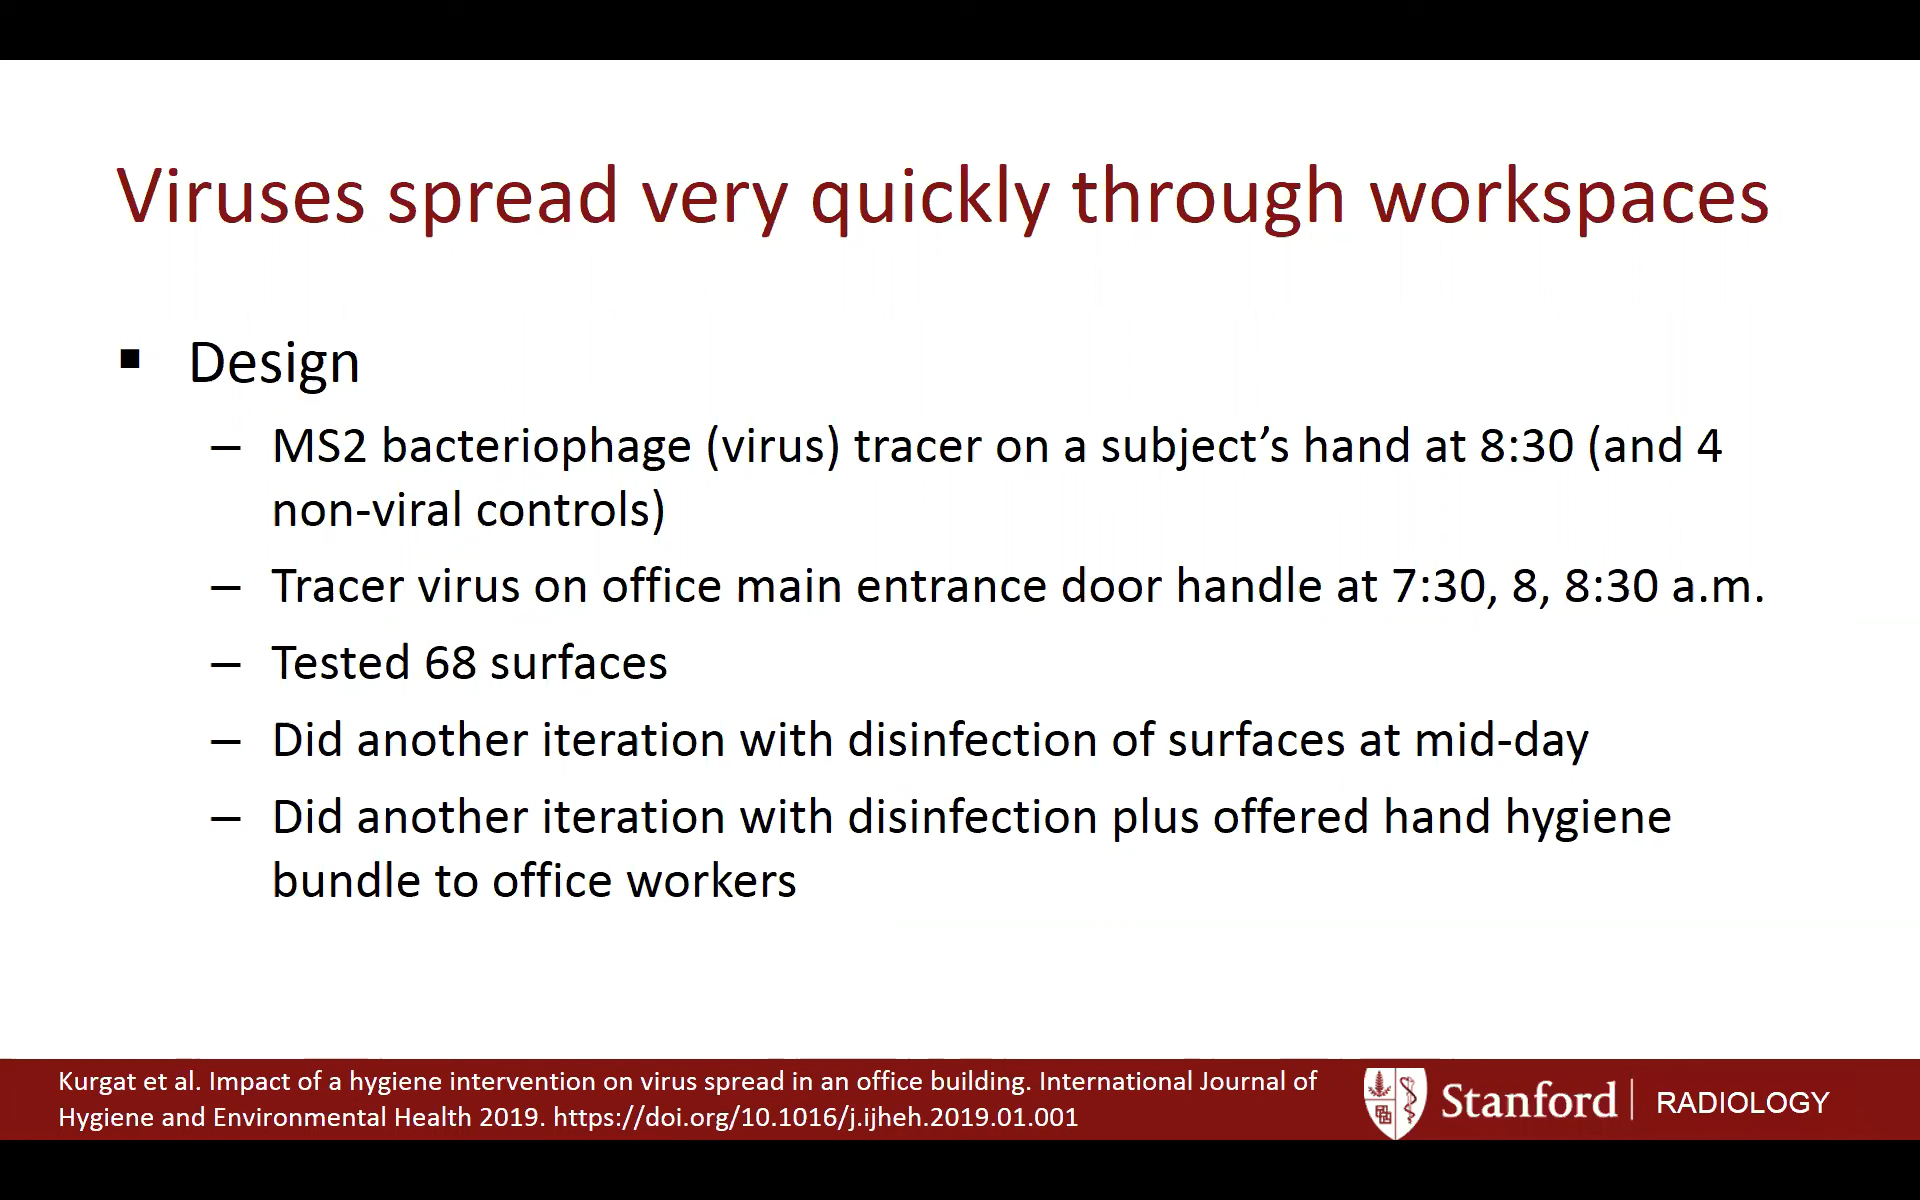 Viruses spread very quickly through workspaces
▪ Design
– MS2 bacteriophage (virus) tracer on a subject’s hand at 8:30 (and 4
non-viral controls)
– Tracer virus on office main entrance door handle at 7:30, 8, 8:30 a.m.
– Tested 68 surfaces
– Did another iteration with disinfection of surfaces at mid-day
– Did another iteration with disinfection plus offered hand hygiene
bundle to office workers
Kurgat et al. Impact of a hygiene intervention on virus spread in an office building. International Journal of
Hygiene and Environmental Health 2019. https://doi.org/10.1016/j.ijheh.2019.01.001
Stanford | RADIOLOGY